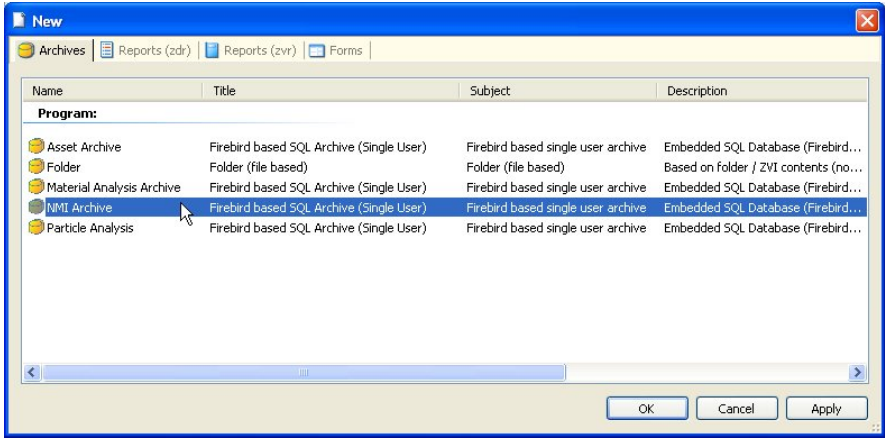 New
Archives Reports (zdr) Reports (zvr) Forms
Name Title Subject Description
Program:
Asset Archive Firebird based SQL Archive (Single User) Firebird based single user archive Embedded SQL Database (Firebird...
Folder Folder (file based) Folder (file based) Based on folder / ZVI contents (no...
Material Analysis Archive Firebird based SQL Archive (Single User) Firebird based single user archive Embedded SQL Database (Firebird...
NMI Archive Firebird based SQL Archive (Single User) Firebird based single user archive Embedded SQL Database (Firebird...
Particle Analysis Firebird based SQL Archive (Single User) Firebird based single user archive Embedded SQL Database (Firebird...
OK Cancel Apply